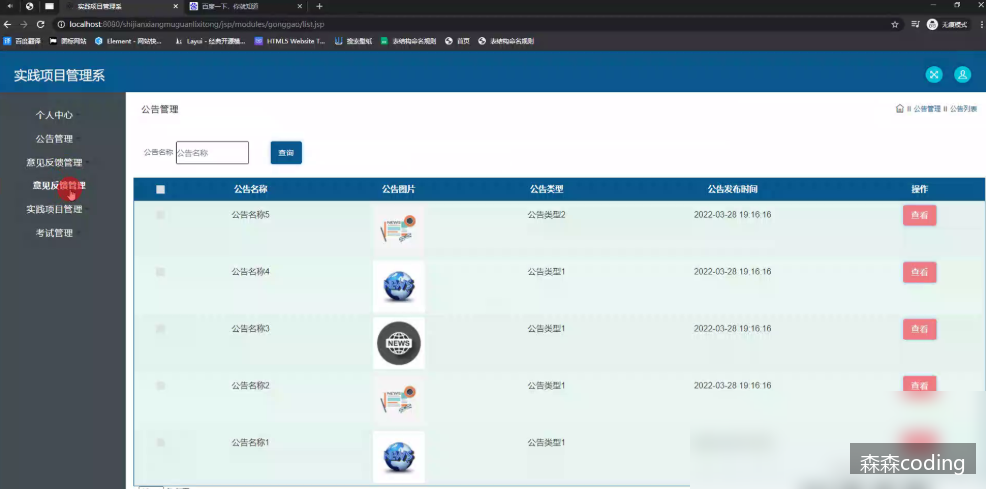 实践项目管理系
百度一下，你就知道
localhost:8080/shijianxiangmuguanlixitong/jsp/modules/gonggao/list.jsp
无痕模式
百度翻译 图标网站 Element - 网站快... Layui - 经典开源模... HTML5 Website T... 搜索壁纸 表结构命名规则 首页 表结构命名规则
实践项目管理系
个人中心
公告管理
意见反馈管理
意见反馈管理
实践项目管理
考试管理
公告管理
公告管理 公告列表
公告名称 公告名称 查询
公告名称 公告图片 公告类型 公告发布时间 操作
公告名称5 公告类型2 2022-03-28 19:16:16 查看
公告名称4 公告类型1 2022-03-28 19:16:16 查看
NEWS
公告名称3 公告类型1 2022-03-28 19:16:16 查看
公告名称2 公告类型1 2022-03-28 19:16:16 查看
公告名称1 公告类型1
森森coding